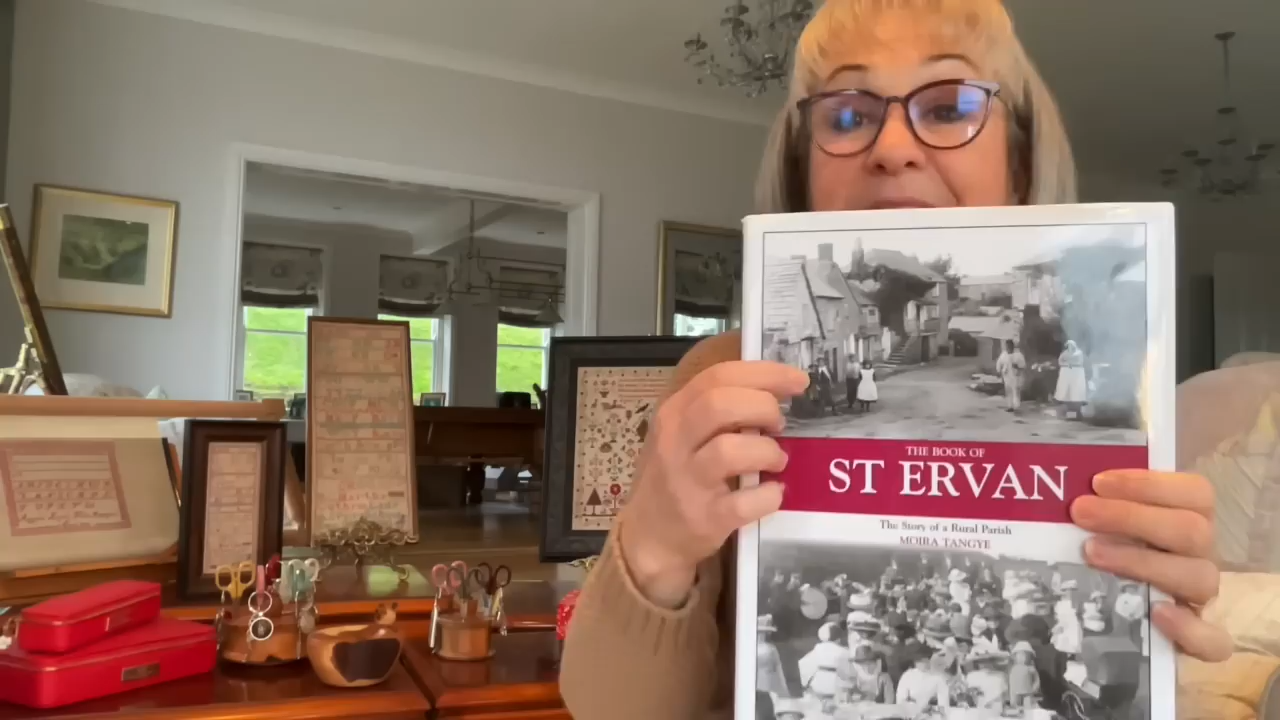 THE BOOK OF
ST ERVAN
The Story of a Rural Parish
MOIRA TANGYE